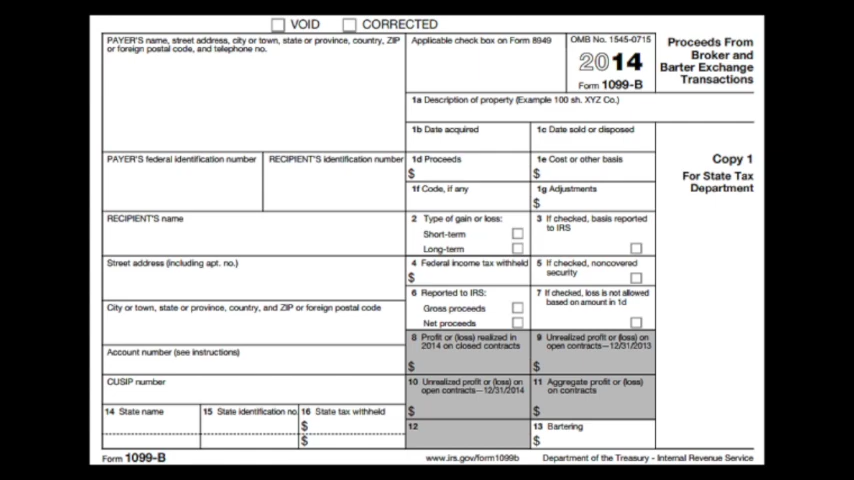 VOID CORRECTED
PAYER'S name, street address, city or town, state or province, country, ZIP
or foreign postal code, and telephone no.
Applicable check box on Form 8949
OMB No. 1545-0715
2014
Form 1099-B
Proceeds From
Broker and
Barter Exchange
Transactions
1a Description of property (Example 100 sh. XYZ Co.)
1b Date acquired
1c Date sold or disposed
PAYER'S federal identification number
RECIPIENT'S identification number
1d Proceeds
$
1e Cost or other basis
$
Copy 1
For State Tax
Department
1f Code, if any
1g Adjustments
$
RECIPIENT'S name
2 Type of gain or loss:
Short-term
Long-term
3 If checked, basis reported
to IRS
Street address (including apt. no.)
4 Federal income tax withheld
$
5 If checked, noncovered
security
City or town, state or province, country, and ZIP or foreign postal code
6 Reported to IRS:
Gross proceeds
Net proceeds
7 If checked, loss is not allowed
based on amount in 1d
Account number (see instructions)
8 Profit or (loss) realized in
2014 on closed contracts
$
9 Unrealized profit or (loss) on
open contracts—12/31/2013
$
CUSIP number
10 Unrealized profit or (loss) on
open contracts—12/31/2014
$
11 Aggregate profit or (loss)
on contracts
$
14 State name
15 State identification no.
16 State tax withheld
$
$
12
13 Bartering
$
Form 1099-B
www.irs.gov/form1099b
Department of the Treasury - Internal Revenue Service